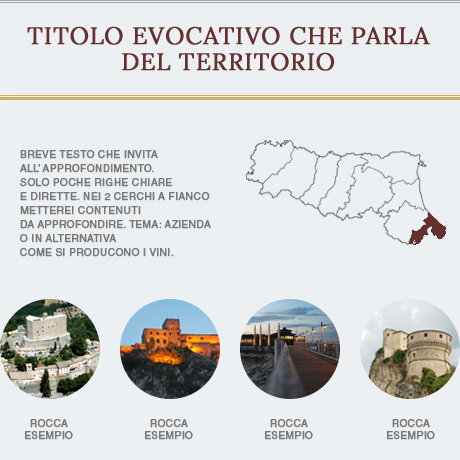 TITOLO EVOCATIVO CHE PARLA
DEL TERRITORIO
BREVE TESTO CHE INVITA
ALL'APPROFONDIMENTO.
SOLO POCHE RIGHE CHIARE
E DIRETTE. NEI 2 CERCHI A FIANCO
METTEREI CONTENUTI
DA APPROFONDIRE. TEMA: AZIENDA
O IN ALTERNATIVA
COME SI PRODUCONO I VINI.
ROCCA
ESEMPIO
ROCCA
ESEMPIO
ROCCA
ESEMPIO
ROCCA
ESEMPIO